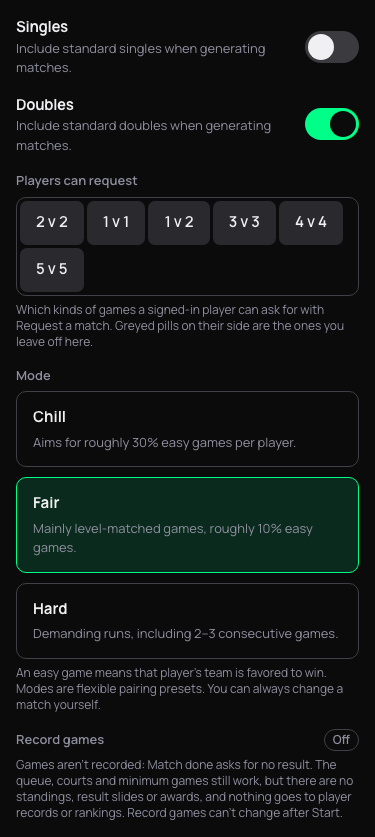 Singles
Include standard singles when generating
matches.
Doubles
Include standard doubles when generating
matches.
Players can request
2 v 2 1 v 1 1 v 2 3 v 3 4 v 4
5 v 5
Which kinds of games a signed-in player can ask for with
Request a match. Greyed pills on their side are the ones you
leave off here.
Mode
Chill
Aims for roughly 30% easy games per player.
Fair
Mainly level-matched games, roughly 10% easy
games.
Hard
Demanding runs, including 2–3 consecutive games.
An easy game means that player's team is favored to win.
Modes are flexible pairing presets. You can always change a
match yourself.
Record games Off
Games aren't recorded: Match done asks for no result. The
queue, courts and minimum games still work, but there are no
standings, result slides or awards, and nothing goes to player
records or rankings. Record games can't change after Start.